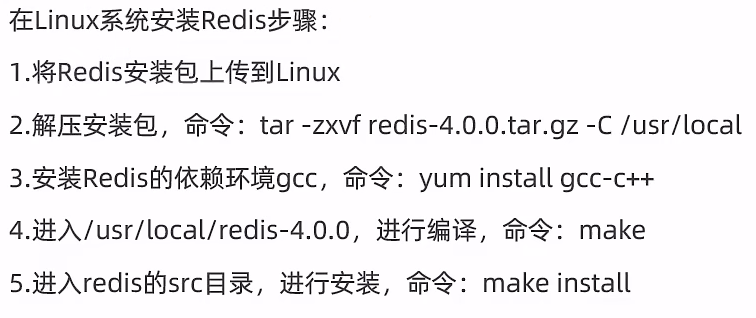 在Linux系统安装Redis步骤：
1.将Redis安装包上传到Linux
2.解压安装包，命令：tar -zxvf redis-4.0.0.tar.gz -C /usr/local
3.安装Redis的依赖环境gcc，命令：yum install gcc-c++
4.进入/usr/local/redis-4.0.0，进行编译，命令：make
5.进入redis的src目录，进行安装，命令：make install